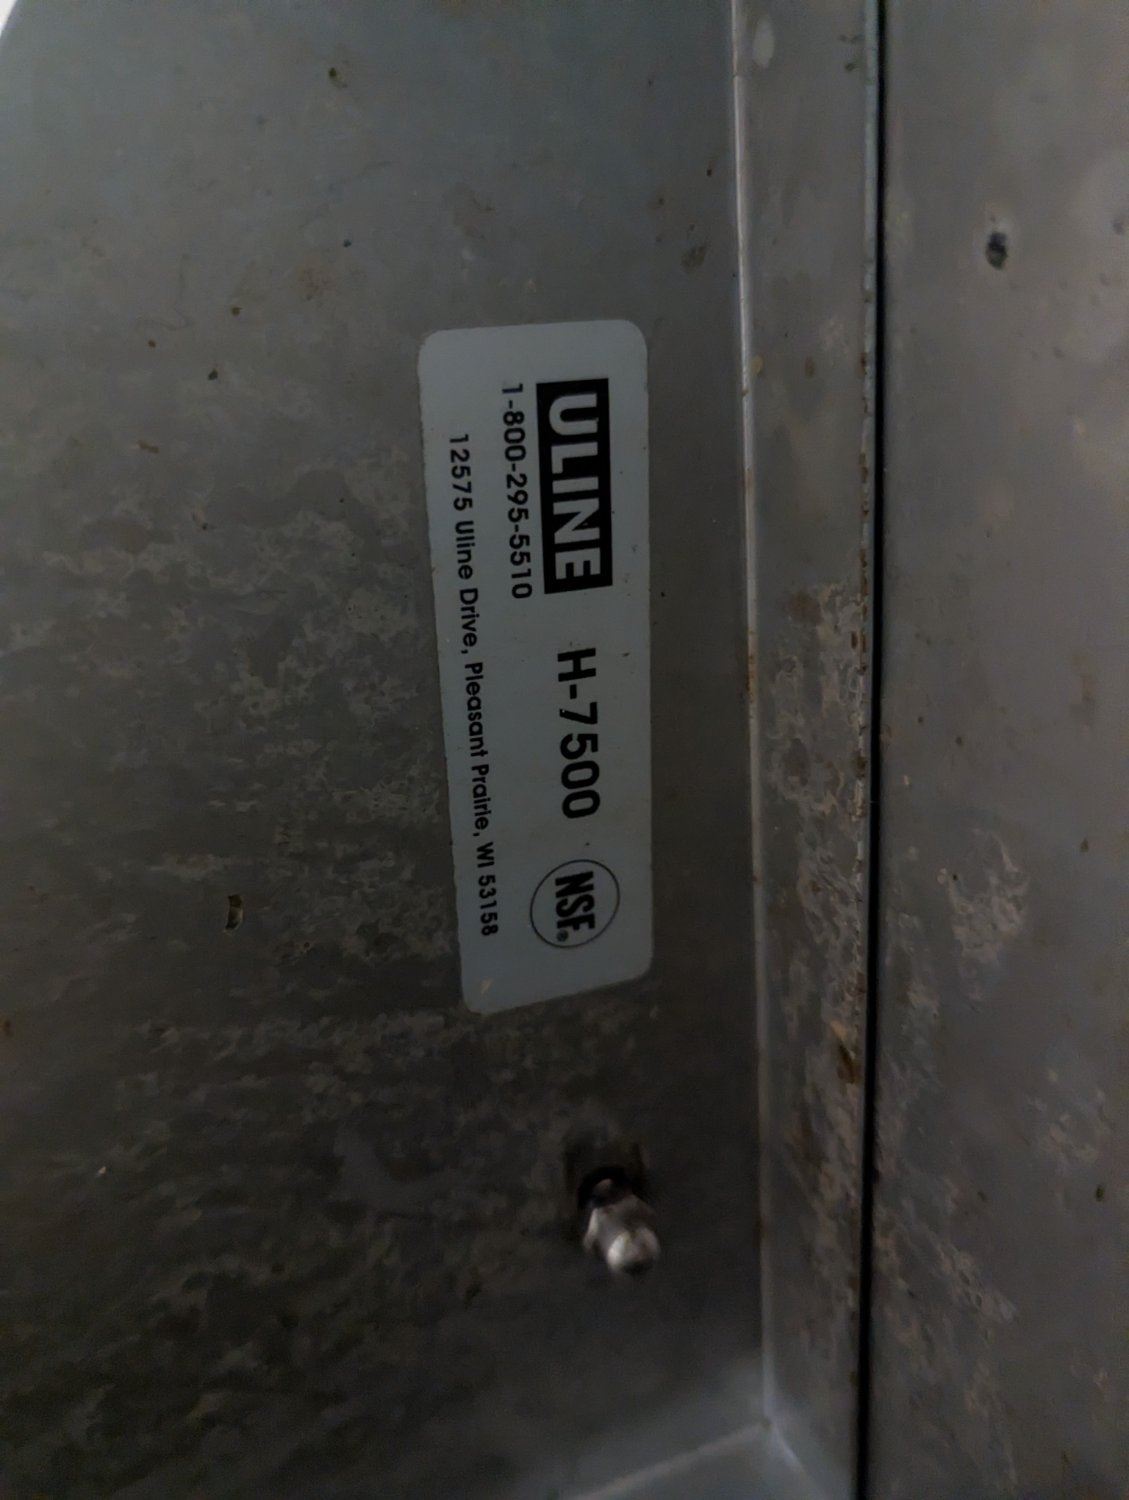 ULINE H-7500 NSF®
1-800-295-5510
12575 Uline Drive, Pleasant Prairie, WI 53158